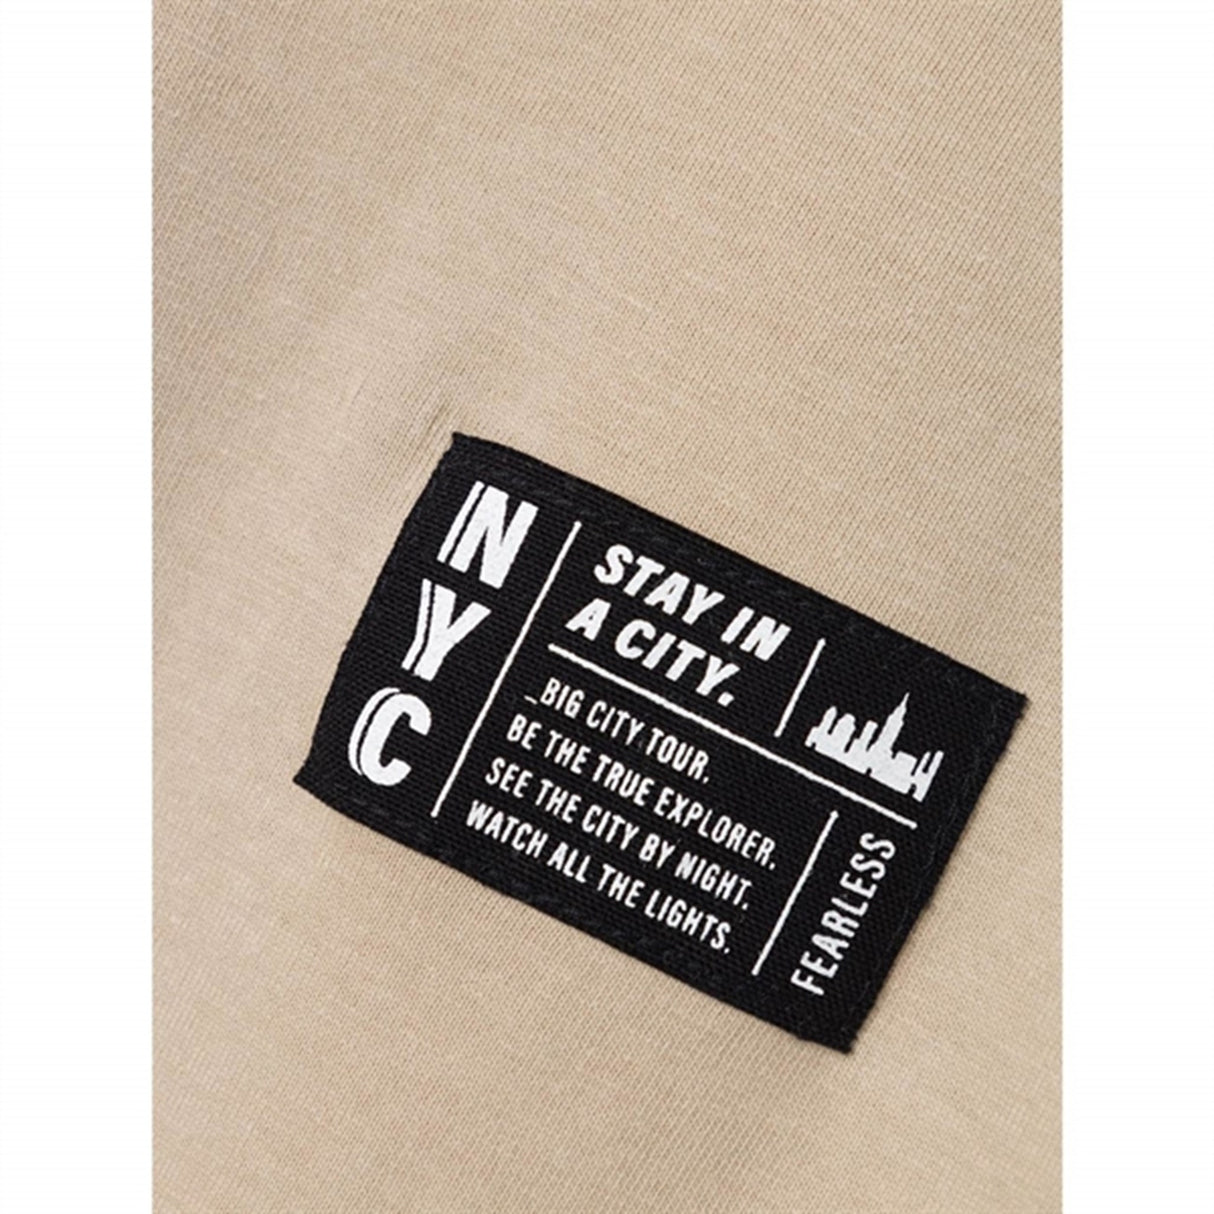 N
Y
C
STAY IN
A CITY.
_BIG CITY TOUR.
BE THE TRUE EXPLORER.
SEE THE CITY BY NIGHT.
WATCH ALL THE LIGHTS.
FEARLESS